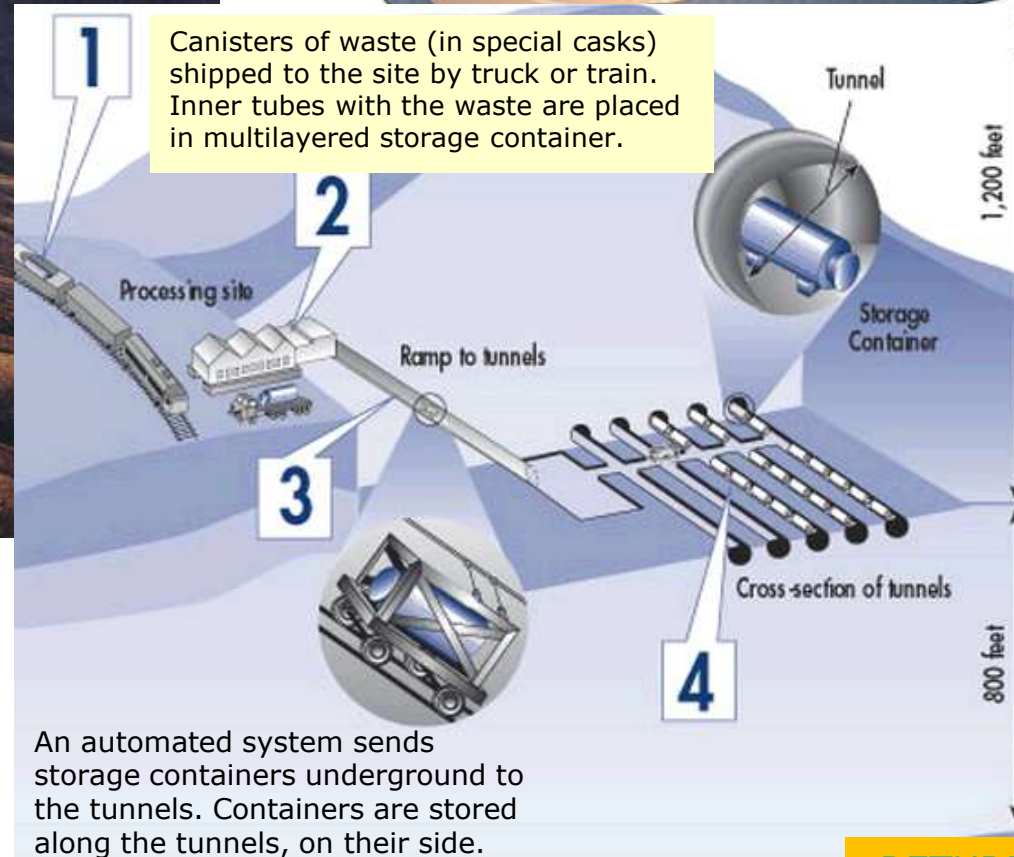 1
Canisters of waste (in special casks)
shipped to the site by truck or train.
Inner tubes with the waste are placed
in multilayered storage container.
Tunnel
1,200 feet
2
Processing site
Storage
Container
Ramp to tunnels
3
Cross-section of tunnels
4
800 feet
An automated system sends
storage containers underground to
the tunnels. Containers are stored
along the tunnels, on their side.